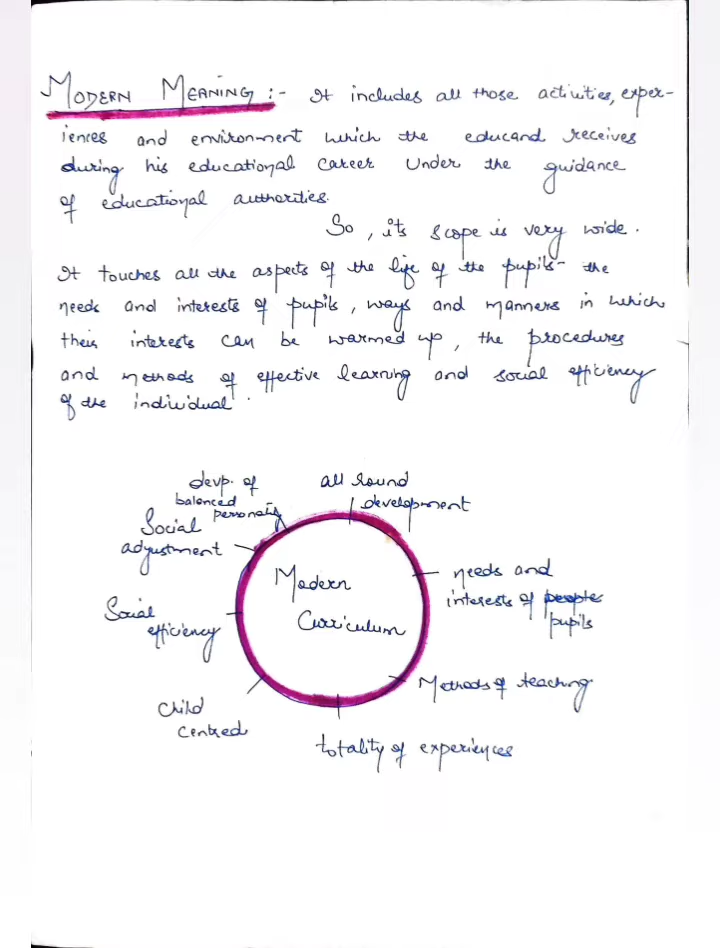 MODERN MEANING :- It includes all those activities, exper-
iences and environ-ment which the educand receives
during his educational career under the guidance
of educational authorities.
So, its scope is very wide.
It touches all the aspects of the life of the pupils- the
needs and interests of pupils, ways and manners in which
their interests can be warmed up, the procedures
and methods of effective learning and social efficiency
of the individual.
devp. of
balanced
personality
all round
development
Social
adjustment
needs and
interests of people
pupils
Modern
Curriculum
Social
efficiency
Methods of teaching
Child
Centred
totality of experiences